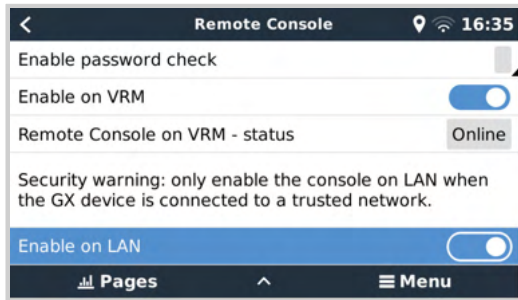 Remote Console
16:35
Enable password check
Enable on VRM
Remote Console on VRM - status
Online
Security warning: only enable the console on LAN when
the GX device is connected to a trusted network.
Enable on LAN
Pages
Menu